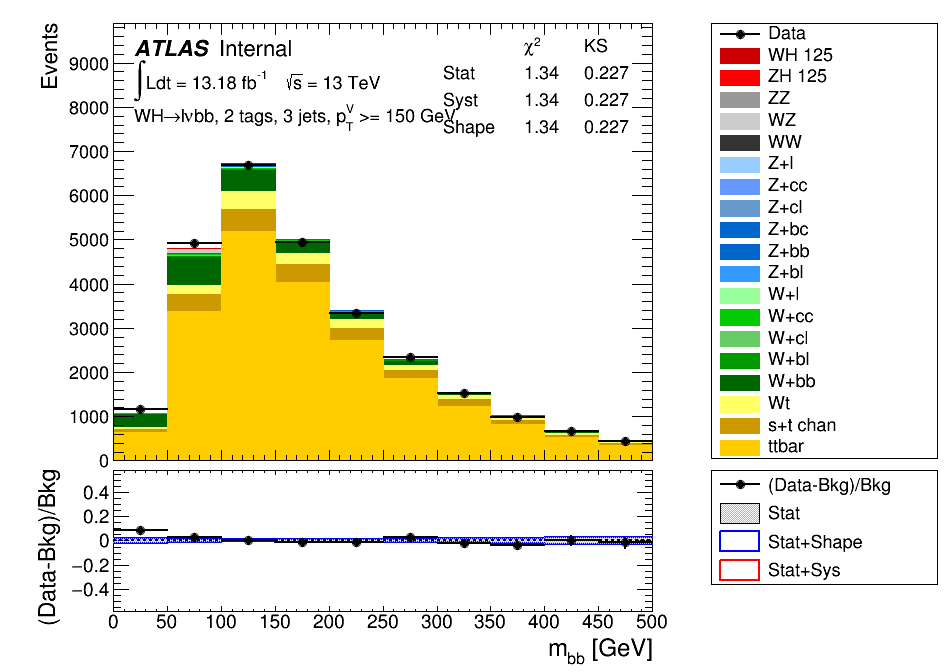 Events
9000
8000
7000
6000
5000
4000
3000
2000
1000
0
ATLAS Internal
∫Ldt = 13.18 fb⁻¹ √s = 13 TeV
WH→lνbb, 2 tags, 3 jets, p_T^V >= 150 GeV
χ² KS
Stat 1.34 0.227
Syst 1.34 0.227
Shape 1.34 0.227
Data
WH 125
ZH 125
ZZ
WZ
WW
Z+l
Z+cc
Z+cl
Z+bc
Z+bb
Z+bl
W+l
W+cc
W+cl
W+bl
W+bb
Wt
s+t chan
ttbar
(Data-Bkg)/Bkg
0.4
0.2
0
−0.2
−0.4
0 50 100 150 200 250 300 350 400 450 500
m_bb [GeV]
(Data-Bkg)/Bkg
Stat
Stat+Shape
Stat+Sys